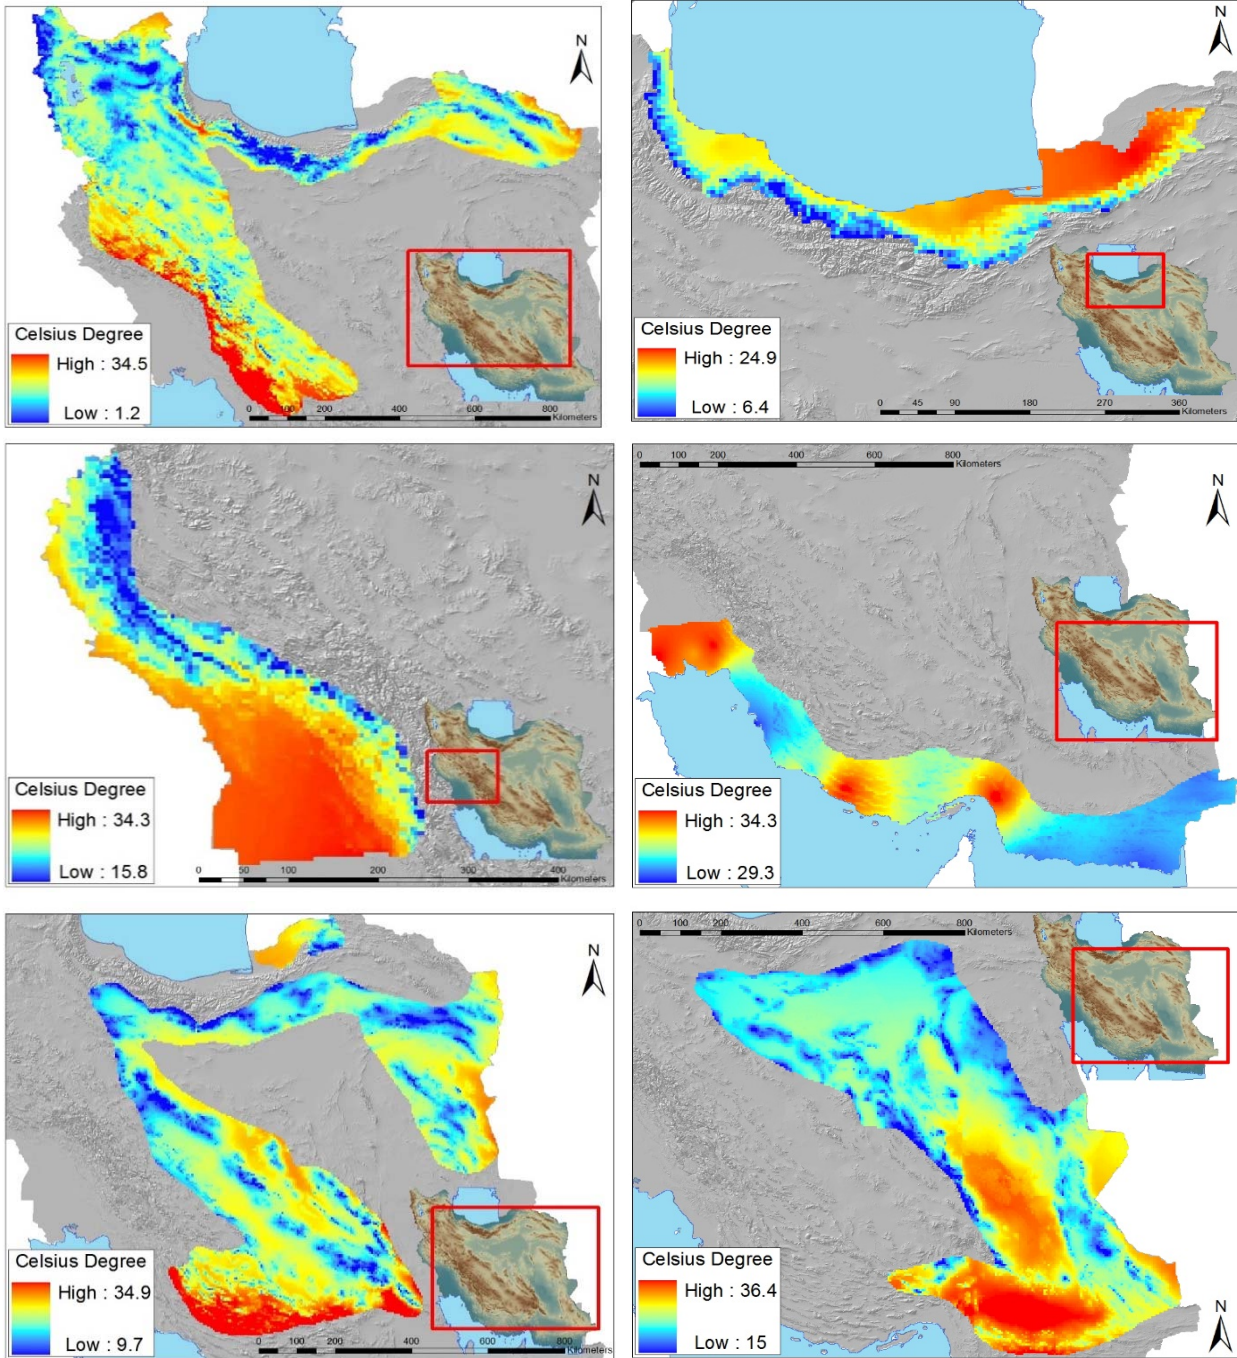 N
Celsius Degree
High : 34.5
Low : 1.2
0 100 200 400 600 800
Kilometers
N
Celsius Degree
High : 24.9
Low : 6.4
0 45 90 180 270 360
Kilometers
N
Celsius Degree
High : 34.3
Low : 15.8
0 50 100 200 300 400
Kilometers
0 100 200 400 600 800
Kilometers
N
Celsius Degree
High : 34.3
Low : 29.3
N
Celsius Degree
High : 34.9
Low : 9.7
0 100 200 400 600 800
Kilometers
0 100 200 400 600 800
Kilometers
Celsius Degree
High : 36.4
Low : 15
N